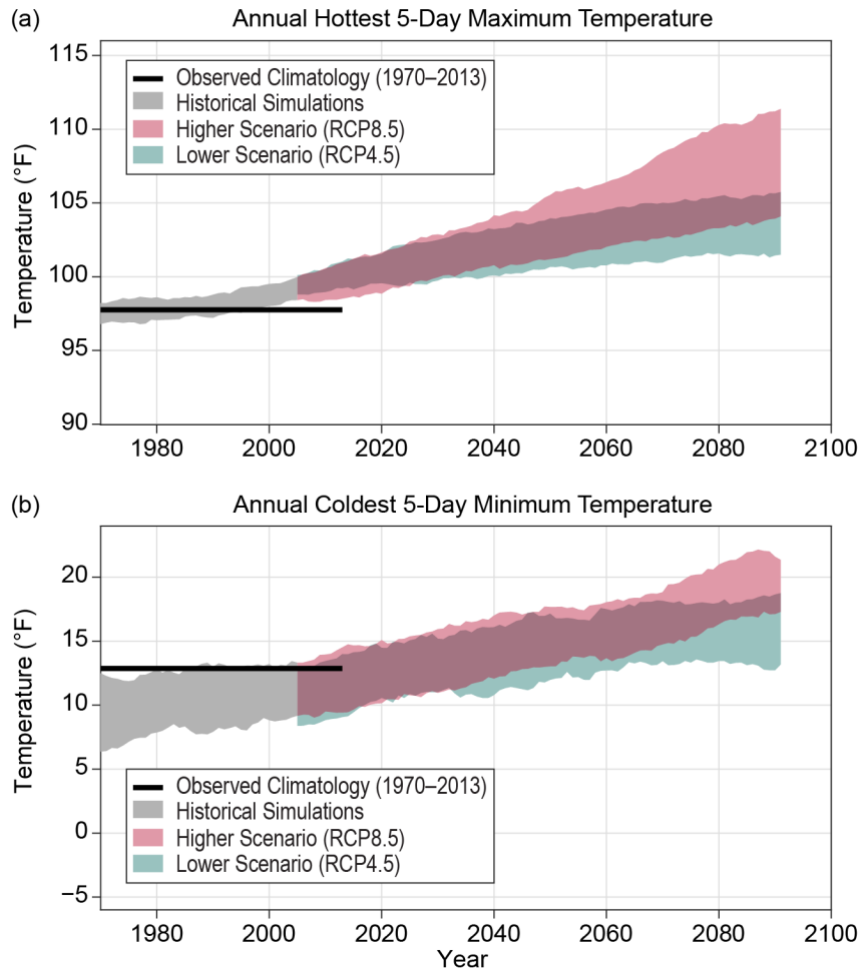 (a) Annual Hottest 5-Day Maximum Temperature
115
110
105
100
95
90
Temperature (°F)
Observed Climatology (1970–2013)
Historical Simulations
Higher Scenario (RCP8.5)
Lower Scenario (RCP4.5)
1980 2000 2020 2040 2060 2080 2100
(b) Annual Coldest 5-Day Minimum Temperature
20
15
10
5
0
−5
Temperature (°F)
Observed Climatology (1970–2013)
Historical Simulations
Higher Scenario (RCP8.5)
Lower Scenario (RCP4.5)
1980 2000 2020 2040 2060 2080 2100
Year